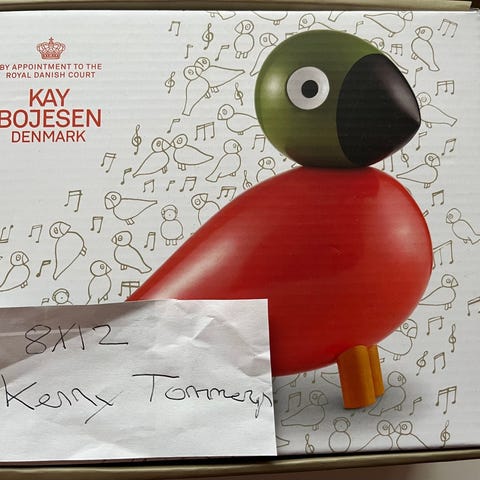 BY APPOINTMENT TO THE
ROYAL DANISH COURT
KAY
BOJESEN
DENMARK
8X12
Kenny Tommeys